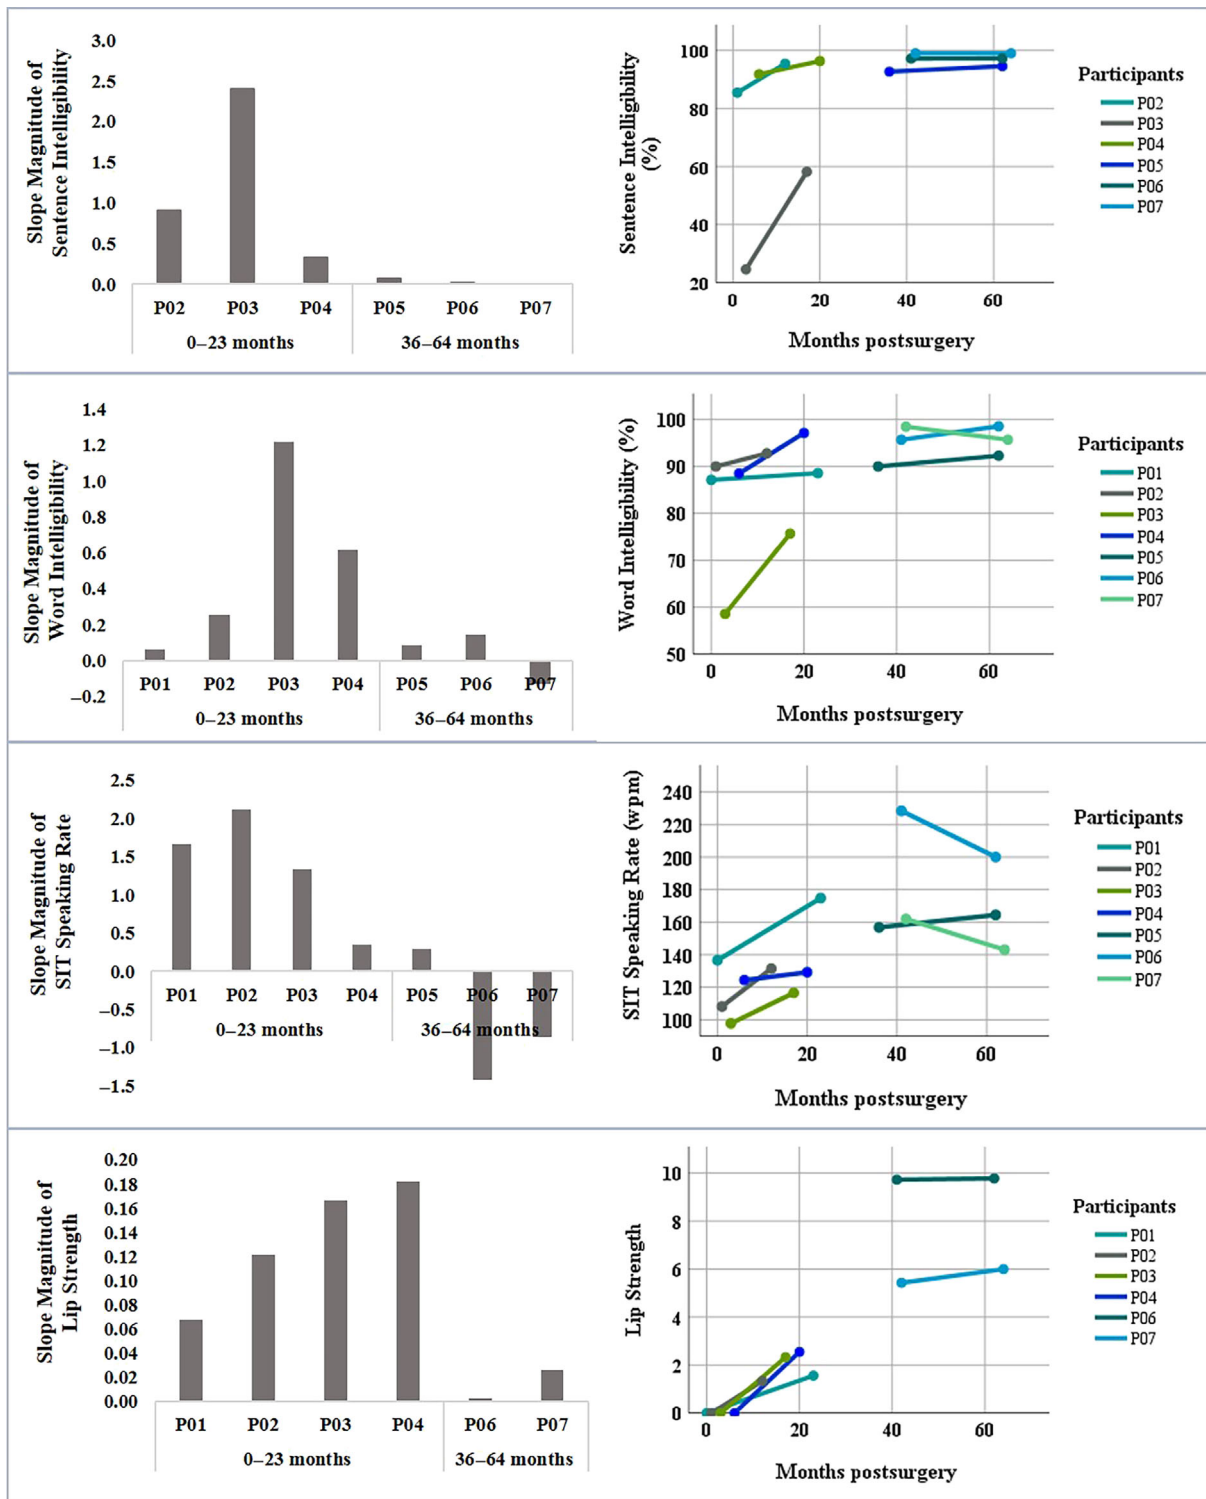 Slope Magnitude of
Sentence Intelligibility
3.0
2.5
2.0
1.5
1.0
0.5
0.0
P02 P03 P04 P05 P06 P07
0–23 months 36–64 months
Sentence Intelligibility
(%)
100
80
60
40
20
0 20 40 60
Months postsurgery
Participants
P02
P03
P04
P05
P06
P07
Slope Magnitude of
Word Intelligibility
1.4
1.2
1.0
0.8
0.6
0.4
0.2
0.0
–0.2
P01 P02 P03 P04 P05 P06 P07
0–23 months 36–64 months
Word Intelligibility (%)
100
90
80
70
60
50
0 20 40 60
Months postsurgery
Participants
P01
P02
P03
P04
P05
P06
P07
Slope Magnitude of
SIT Speaking Rate
2.5
2.0
1.5
1.0
0.5
0.0
–0.5
–1.0
–1.5
P01 P02 P03 P04 P05 P06 P07
0–23 months 36–64 months
SIT Speaking Rate (wpm)
240
220
200
180
160
140
120
100
0 20 40 60
Months postsurgery
Participants
P01
P02
P03
P04
P05
P06
P07
Slope Magnitude of
Lip Strength
0.20
0.18
0.16
0.14
0.12
0.10
0.08
0.06
0.04
0.02
0.00
P01 P02 P03 P04 P06 P07
0–23 months 36–64 months
Lip Strength
10
8
6
4
2
0
0 20 40 60
Months postsurgery
Participants
P01
P02
P03
P04
P06
P07